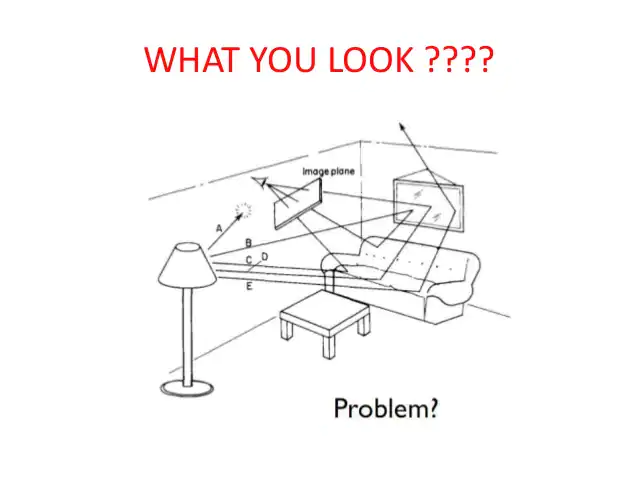 WHAT YOU LOOK ????
Image plane
A
B
C D
E
Problem?